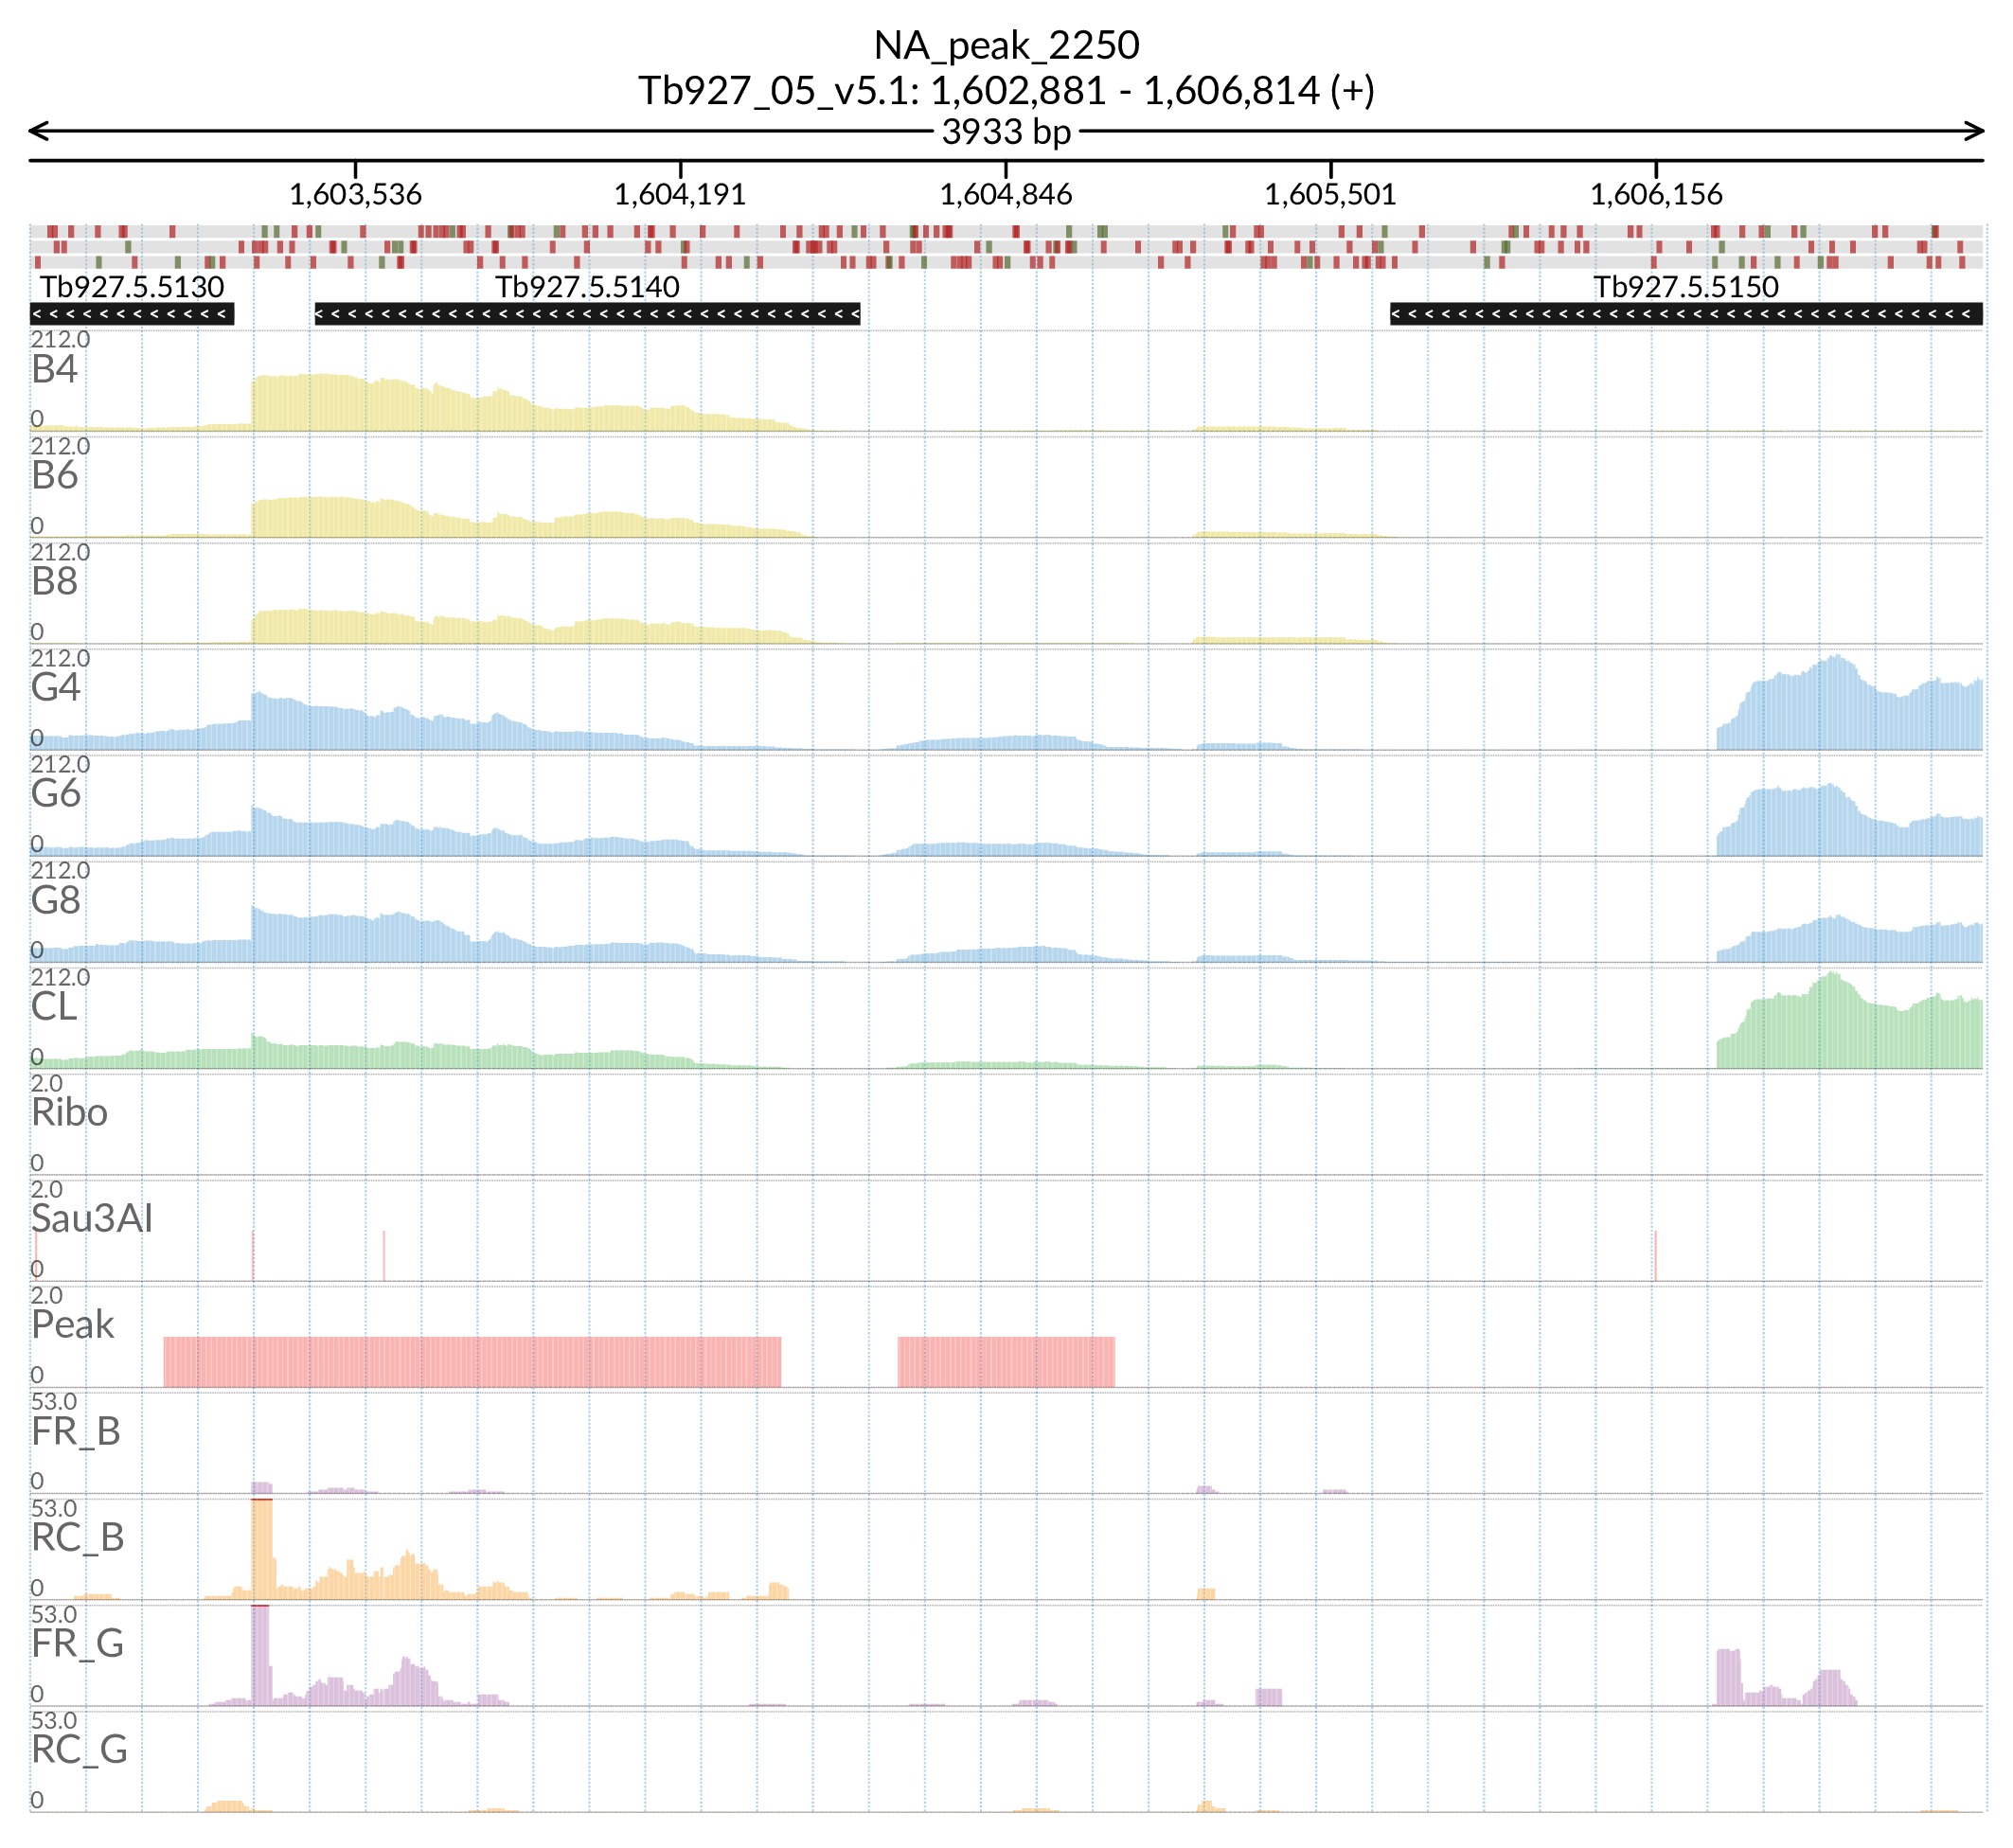 NA_peak_2250
Tb927_05_v5.1: 1,602,881 - 1,606,814 (+)
3933 bp
1,603,536 1,604,191 1,604,846 1,605,501 1,606,156
Tb927.5.5130 Tb927.5.5140 Tb927.5.5150
212.0
B4
0
212.0
B6
0
212.0
B8
0
212.0
G4
0
212.0
G6
0
212.0
G8
0
212.0
CL
0
2.0
Ribo
0
2.0
Sau3AI
0
2.0
Peak
0
53.0
FR_B
0
53.0
RC_B
0
53.0
FR_G
0
53.0
RC_G
0